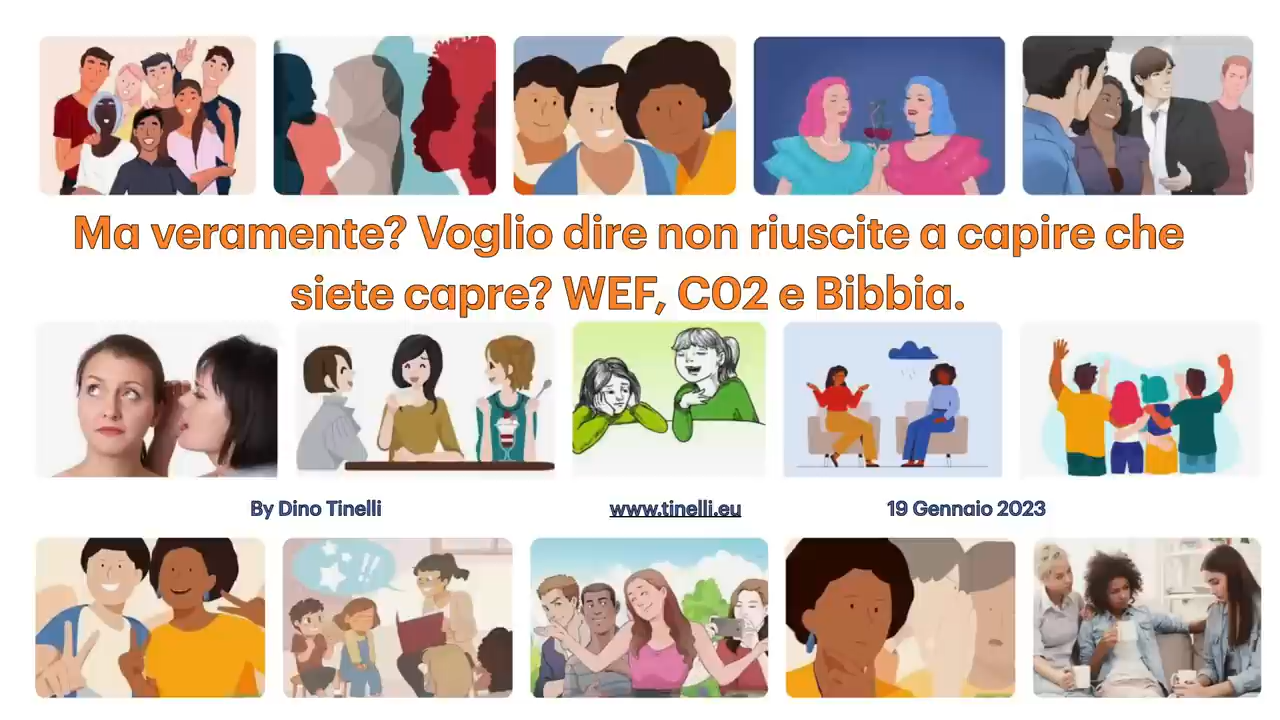 Ma veramente? Voglio dire non riuscite a capire che
siete capre? WEF, CO2 e Bibbia.
By Dino Tinelli
www.tinelli.eu
19 Gennaio 2023
!!